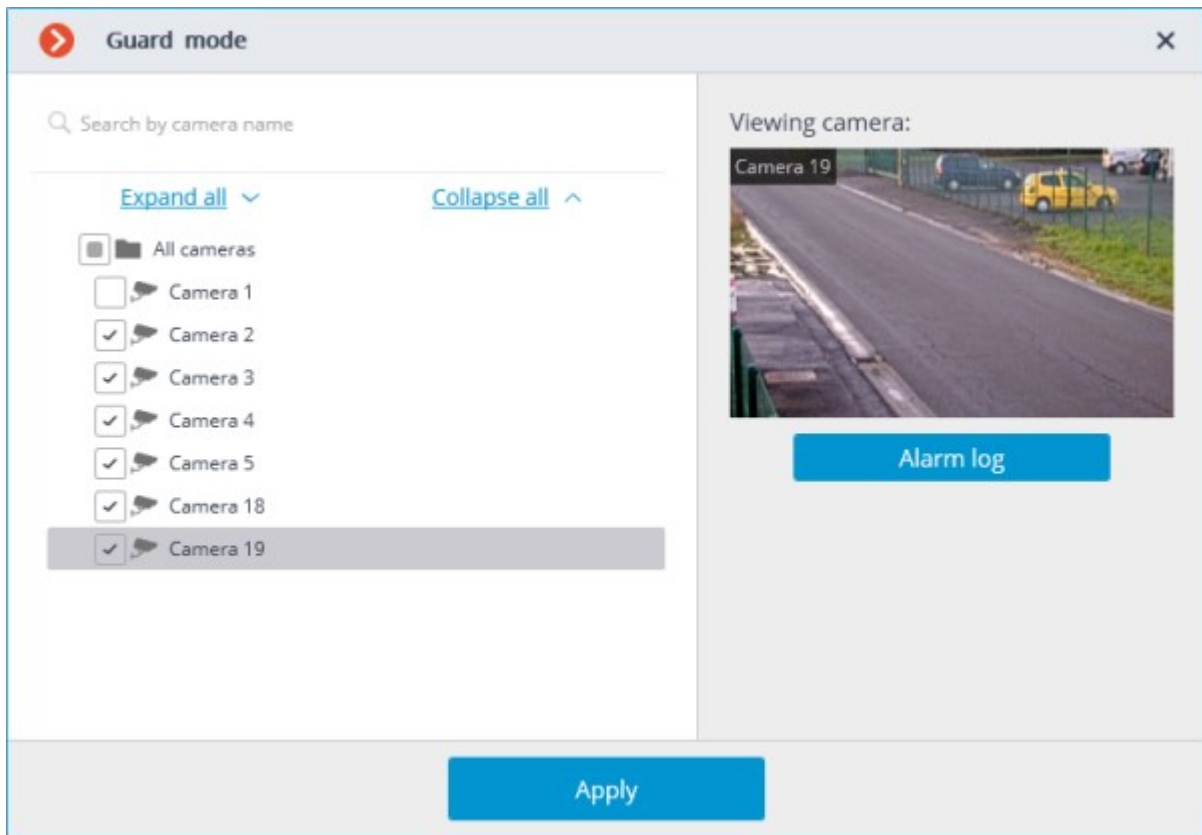 Guard mode
Search by camera name
Expand all
Collapse all
All cameras
Camera 1
Camera 2
Camera 3
Camera 4
Camera 5
Camera 18
Camera 19
Viewing camera:
Camera 19
Alarm log
Apply